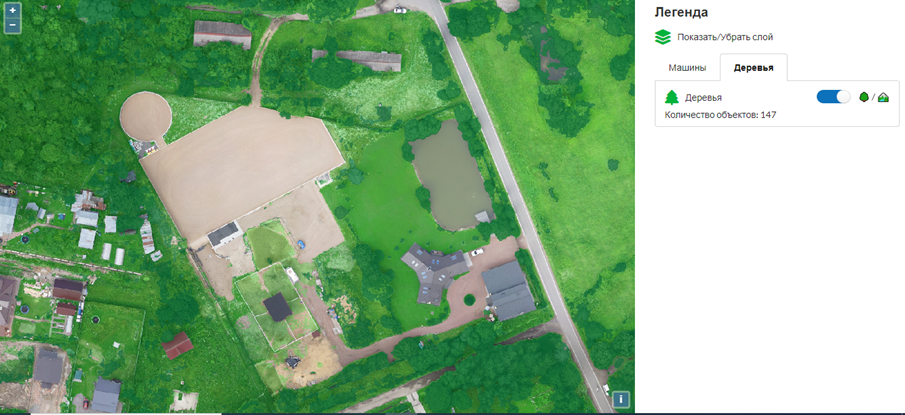 +
−
Легенда
Показать/Убрать слой
Машины
Деревья
Деревья
/
Количество объектов: 147
i